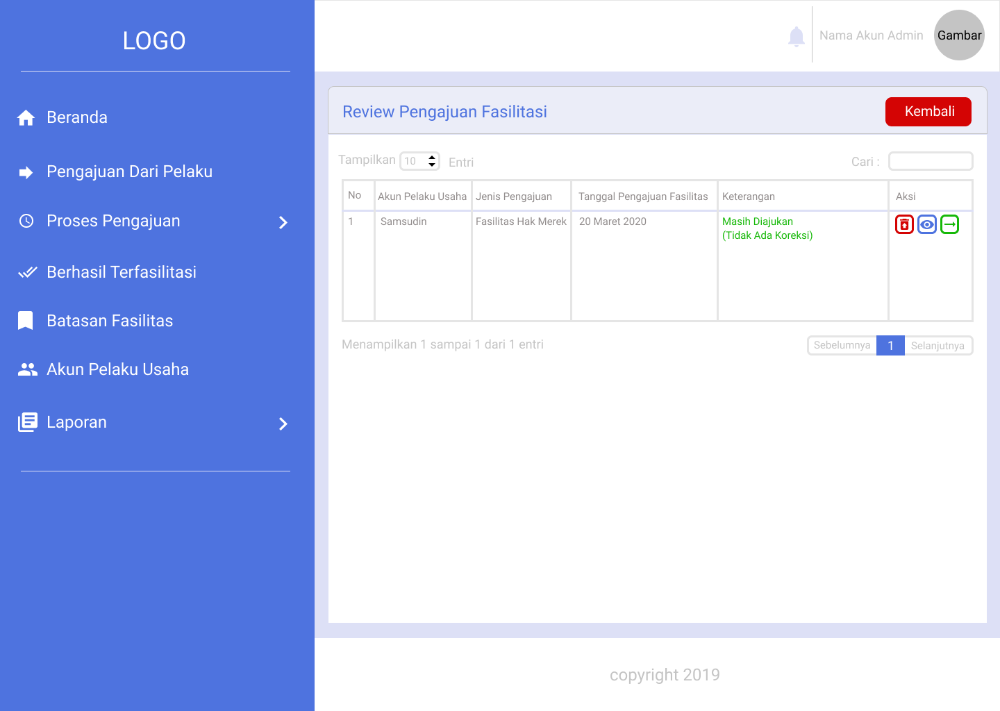 LOGO
Beranda
Pengajuan Dari Pelaku
Proses Pengajuan
Berhasil Terfasilitasi
Batasan Fasilitas
Akun Pelaku Usaha
Laporan
Nama Akun Admin
Gambar
Review Pengajuan Fasilitasi
Kembali
Tampilkan 10 Entri
Cari :
No Akun Pelaku Usaha Jenis Pengajuan Tanggal Pengajuan Fasilitas Keterangan Aksi
1 Samsudin Fasilitas Hak Merek 20 Maret 2020 Masih Diajukan
(Tidak Ada Koreksi)
Menampilkan 1 sampai 1 dari 1 entri
Sebelumnya 1 Selanjutnya
copyright 2019